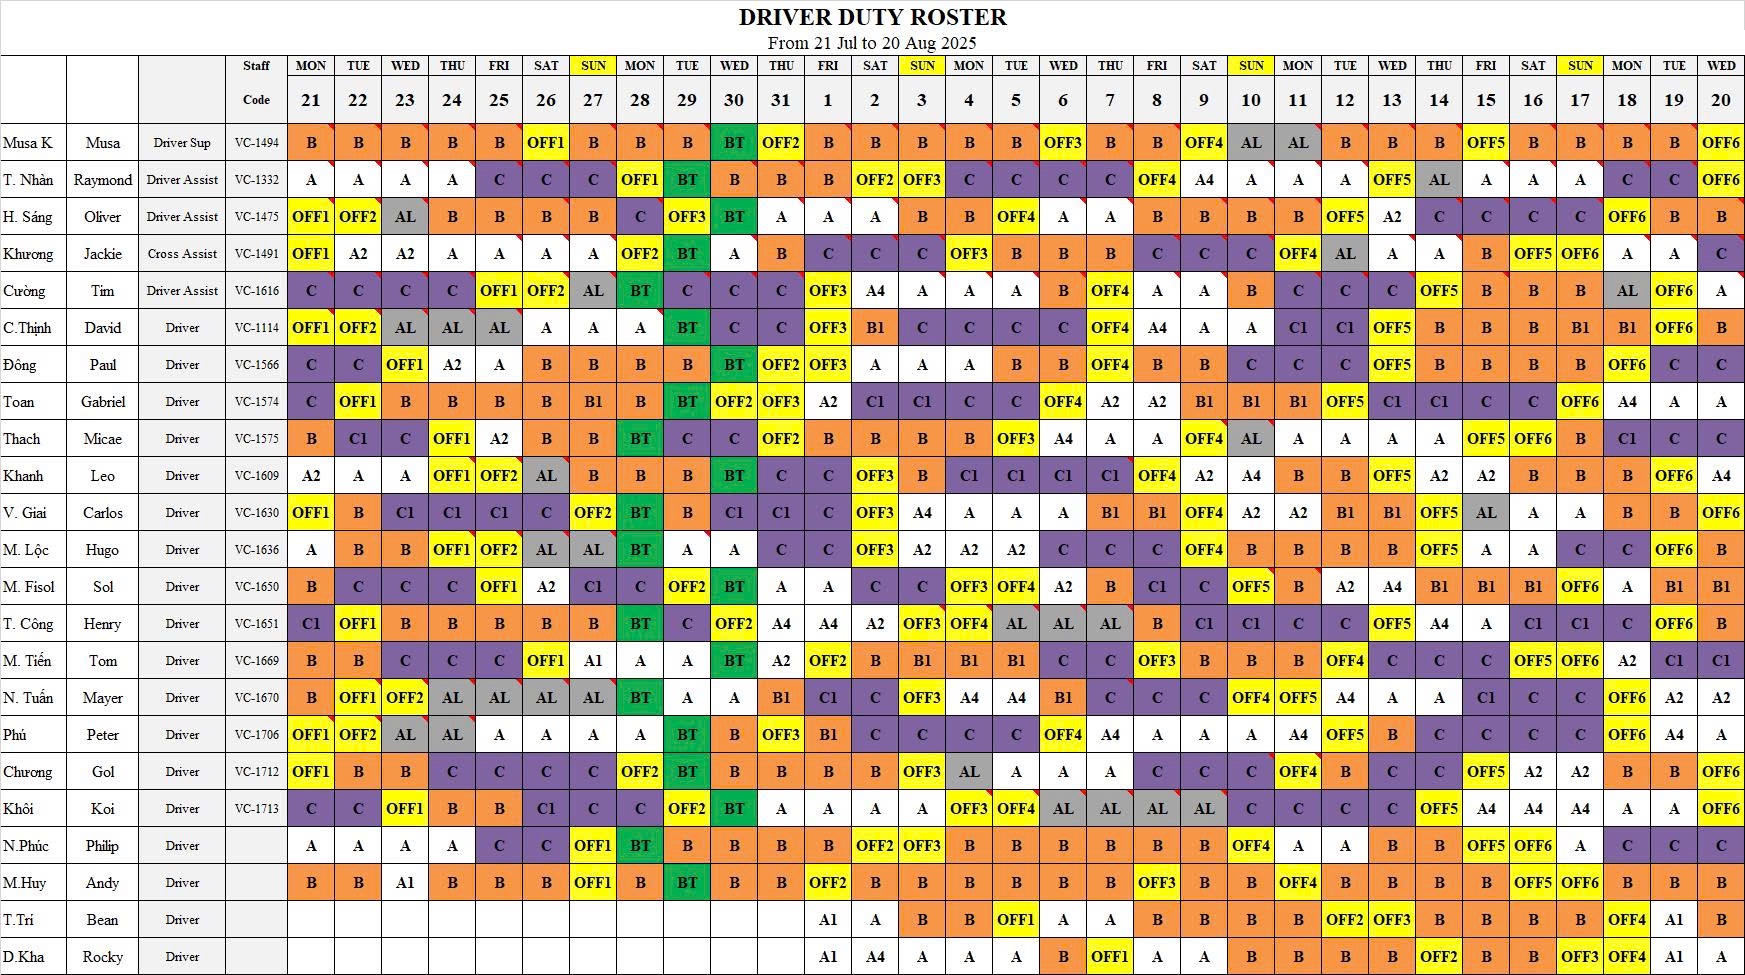 DRIVER DUTY ROSTER
From 21 Jul to 20 Aug 2025
Staff MON TUE WED THU FRI SAT SUN MON TUE WED THU FRI SAT SUN MON TUE WED THU FRI SAT SUN MON TUE WED THU FRI SAT SUN MON TUE WED
Code 21 22 23 24 25 26 27 28 29 30 31 1 2 3 4 5 6 7 8 9 10 11 12 13 14 15 16 17 18 19 20
Musa K Musa Driver Sup VC-1494 B B B B B OFF1 B B B BT OFF2 B B B B B OFF3 B B OFF4 AL AL B B B OFF5 B B B B OFF6
T. Nhàn Raymond Driver Assist VC-1332 A A A A C C C OFF1 BT B B B OFF2 OFF3 C C C C OFF4 A4 A A A OFF5 AL A A A C C OFF6
H. Sáng Oliver Driver Assist VC-1475 OFF1 OFF2 AL B B B B C OFF3 BT A A A B B OFF4 A A B B B B OFF5 A2 C C C C OFF6 B B
Khương Jackie Cross Assist VC-1491 OFF1 A2 A2 A A A A OFF2 BT A B C C C OFF3 B B B C C C OFF4 AL A A B OFF5 OFF6 A A C
Cường Tim Driver Assist VC-1616 C C C C OFF1 OFF2 AL BT C C C OFF3 A4 A A A B OFF4 A A B C C C OFF5 B B B AL OFF6 A
C.Thịnh David Driver VC-1114 OFF1 OFF2 AL AL AL A A A BT C C OFF3 B1 C C C C OFF4 A4 A A C1 C1 OFF5 B B B B1 B1 OFF6 B
Đông Paul Driver VC-1566 C C OFF1 A2 A B B B B BT OFF2 OFF3 A A A B B OFF4 B B C C C OFF5 B B B B OFF6 C C
Toan Gabriel Driver VC-1574 C OFF1 B B B B B1 B BT OFF2 OFF3 A2 C1 C1 C C OFF4 A2 A2 B1 B1 B1 OFF5 C1 C1 C C OFF6 A4 A A
Thach Micae Driver VC-1575 B C1 C OFF1 A2 B B BT C C OFF2 B B B B OFF3 A4 A A OFF4 AL A A A A OFF5 OFF6 B C1 C C
Khanh Leo Driver VC-1609 A2 A A OFF1 OFF2 AL B B B BT C C OFF3 B C1 C1 C1 C1 OFF4 A2 A4 B B OFF5 A2 A2 B B B OFF6 A4
V. Giai Carlos Driver VC-1630 OFF1 B C1 C1 C1 C OFF2 BT B C1 C1 C OFF3 A4 A A A B1 B1 OFF4 A2 A2 B1 B1 OFF5 AL A A B B OFF6
M. Lộc Hugo Driver VC-1636 A B B OFF1 OFF2 AL AL BT A A C C OFF3 A2 A2 A2 C C C OFF4 B B B B OFF5 A A C C OFF6 B
M. Fisol Sol Driver VC-1650 B C C C OFF1 A2 C1 C OFF2 BT A A C C OFF3 OFF4 A2 B C1 C OFF5 B A2 A4 B1 B1 B1 OFF6 A B1 B1
T. Công Henry Driver VC-1651 C1 OFF1 B B B B B BT C OFF2 A4 A4 A2 OFF3 OFF4 AL AL AL B C1 C1 C C OFF5 A4 A C1 C1 C OFF6 B
M. Tiến Tom Driver VC-1669 B B C C C OFF1 A1 A A BT A2 OFF2 B B1 B1 B1 C C OFF3 B B B OFF4 C C C OFF5 OFF6 A2 C1 C1
N. Tuấn Mayer Driver VC-1670 B OFF1 OFF2 AL AL AL AL BT A A B1 C1 C OFF3 A4 A4 B1 C C C OFF4 OFF5 A4 A A C1 C C OFF6 A2 A2
Phú Peter Driver VC-1706 OFF1 OFF2 AL AL A A A A BT B OFF3 B1 C C C C OFF4 A4 A A A A4 OFF5 B C C C C OFF6 A4 A
Chương Gol Driver VC-1712 OFF1 B B C C C C OFF2 BT B B B B OFF3 AL A A A C C C OFF4 B C C OFF5 A2 A2 B B OFF6
Khôi Koi Driver VC-1713 C C OFF1 B B C1 C C OFF2 BT A A A A OFF3 OFF4 AL AL AL AL C C C C OFF5 A4 A4 A4 A A OFF6
N.Phúc Philip Driver A A A A C C OFF1 BT B B B B OFF2 OFF3 B B B B B B OFF4 A A B B OFF5 OFF6 A C C C
M.Huy Andy Driver B B A1 B B B OFF1 B BT B B OFF2 B B B B B B OFF3 B B OFF4 B B B B OFF5 OFF6 B B B
T.Trí Bean Driver A1 A B B OFF1 A A B B B B OFF2 OFF3 B B B B OFF4 A1 B
D.Kha Rocky Driver A1 A4 A A A B OFF1 A A B B B B OFF2 B B OFF3 OFF4 A1 A